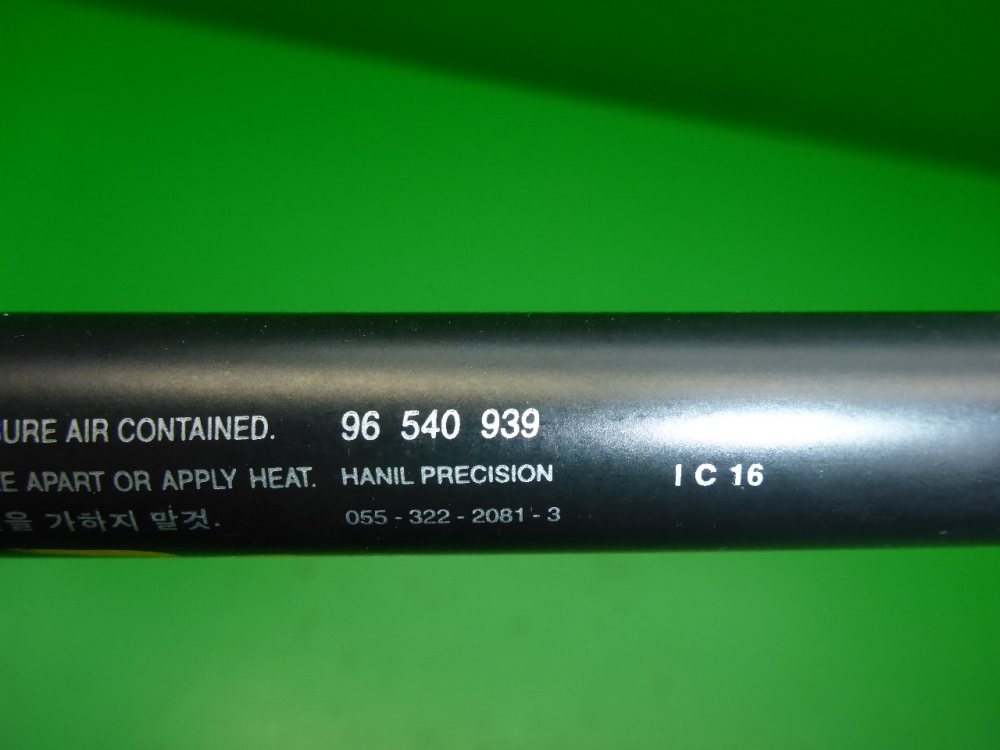 AIR CONTAINED. 96 540 939
APART OR APPLY HEAT. HANIL PRECISION I C 16
을 가하지 말것. 055 - 322 - 2081 - 3